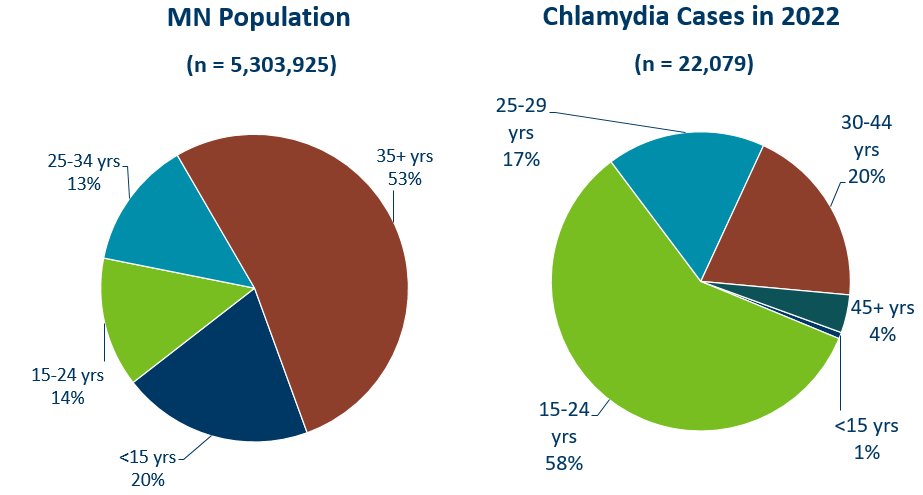 MN Population
(n = 5,303,925)
25-34 yrs
13%
35+ yrs
53%
15-24 yrs
14%
<15 yrs
20%
Chlamydia Cases in 2022
(n = 22,079)
25-29
yrs
17%
30-44
yrs
20%
45+ yrs
4%
<15 yrs
1%
15-24
yrs
58%